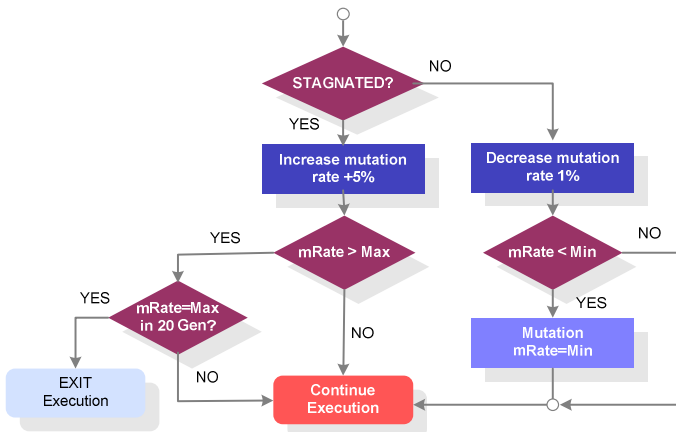 STAGNATED?
NO
YES
Increase mutation
rate +5%
Decrease mutation
rate 1%
YES
mRate > Max
mRate < Min
NO
YES
mRate=Max
in 20 Gen?
YES
NO
Mutation
mRate=Min
EXIT
Execution
NO
Continue
Execution